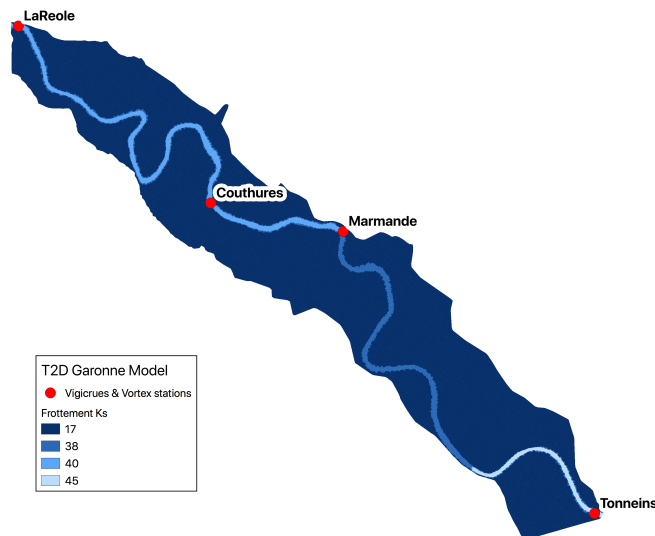 LaReole
Couthures
Marmande
T2D Garonne Model
Vigicrues & Vortex stations
Frottement Ks
17
38
40
45
Tonneins